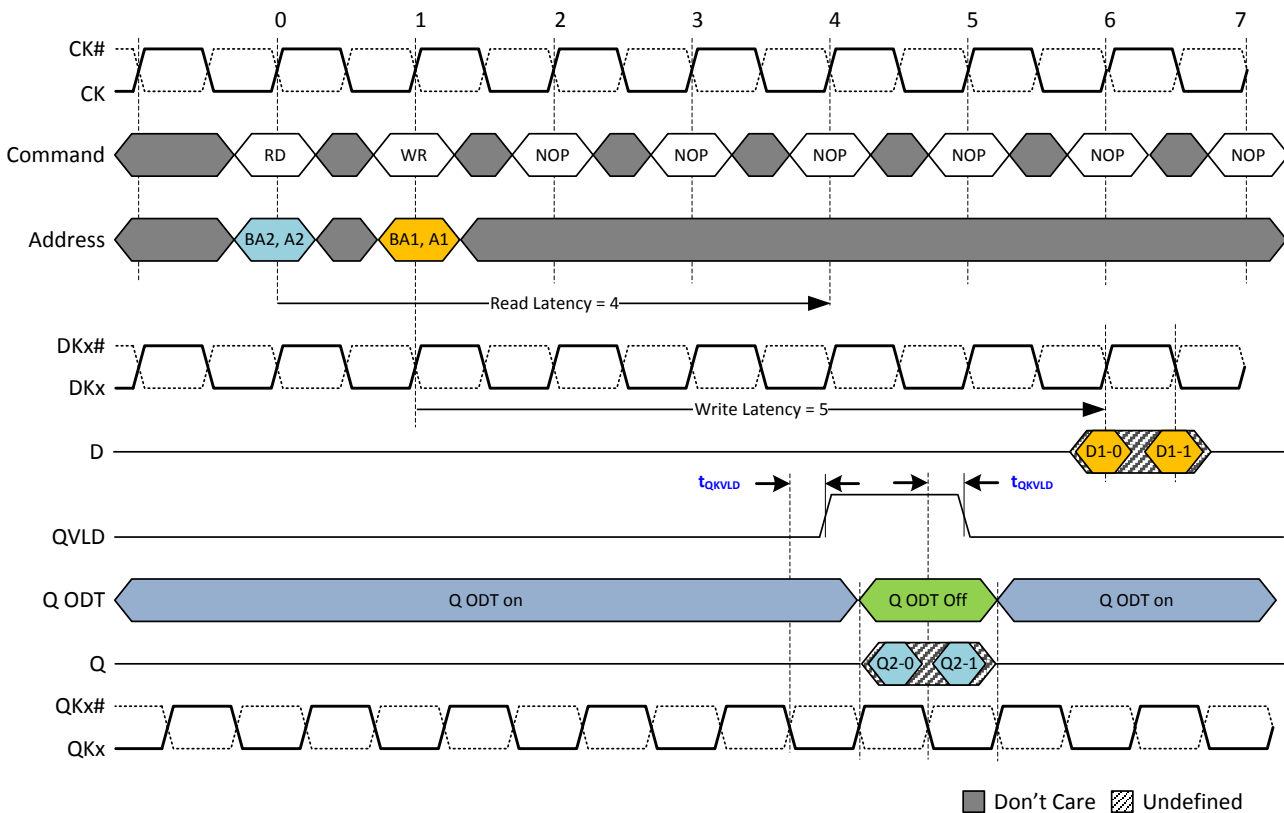 0 1 2 3 4 5 6 7
CK#
CK
Command RD WR NOP NOP NOP NOP NOP NOP
Address BA2, A2 BA1, A1
Read Latency = 4
DKx#
DKx
Write Latency = 5
D D1-0 D1-1
tQKVLD tQKVLD
QVLD
Q ODT Q ODT on Q ODT Off Q ODT on
Q Q2-0 Q2-1
QKx#
QKx
Don't Care Undefined